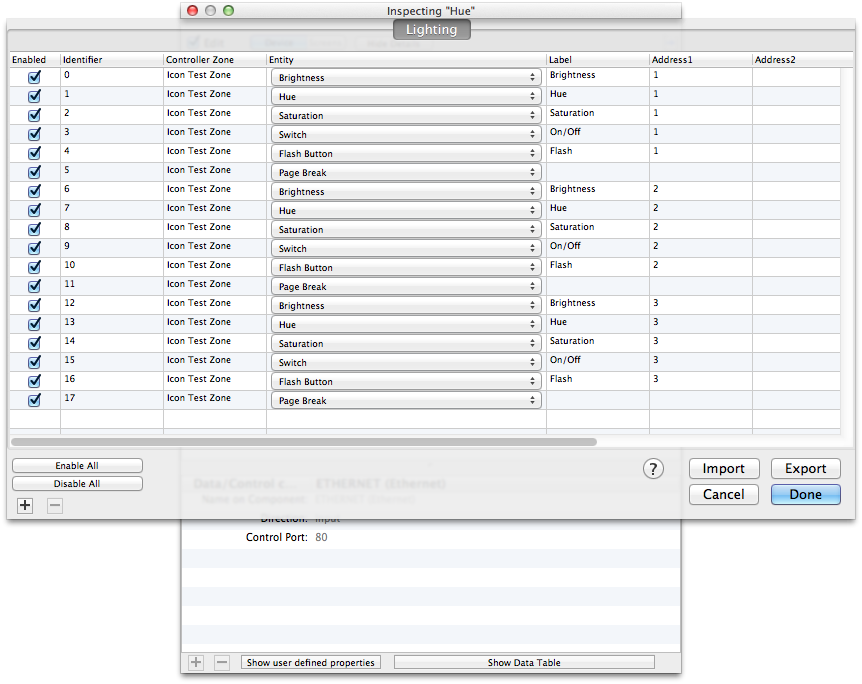 Inspecting "Hue"
Lighting
Enabled Identifier Controller Zone Entity Label Address1 Address2
0 Icon Test Zone Brightness Brightness 1
1 Icon Test Zone Hue Hue 1
2 Icon Test Zone Saturation Saturation 1
3 Icon Test Zone Switch On/Off 1
4 Icon Test Zone Flash Button Flash 1
5 Icon Test Zone Page Break
6 Icon Test Zone Brightness Brightness 2
7 Icon Test Zone Hue Hue 2
8 Icon Test Zone Saturation Saturation 2
9 Icon Test Zone Switch On/Off 2
10 Icon Test Zone Flash Button Flash 2
11 Icon Test Zone Page Break
12 Icon Test Zone Brightness Brightness 3
13 Icon Test Zone Hue Hue 3
14 Icon Test Zone Saturation Saturation 3
15 Icon Test Zone Switch On/Off 3
16 Icon Test Zone Flash Button Flash 3
17 Icon Test Zone Page Break
Enable All ? Import Export
Disable All Cancel Done
Data/Control c... ETHERNET (Ethernet)
Name on Component: ETHERNET (Ethernet)
Direction: Input
Control Port: 80
Show user defined properties Show Data Table